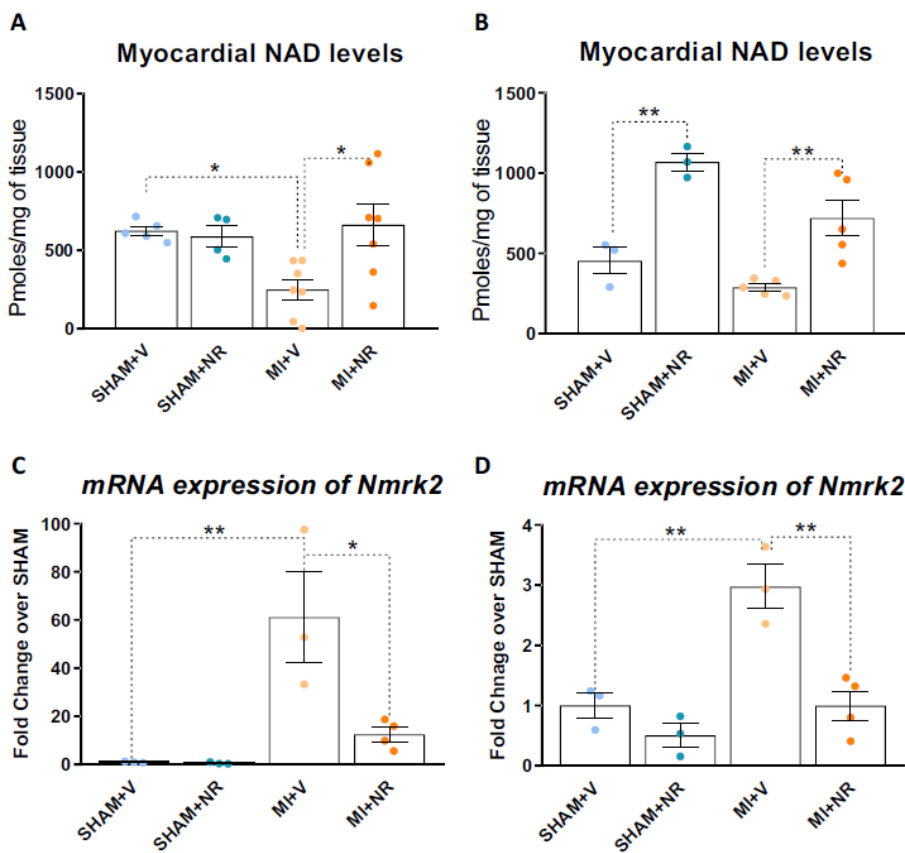 A
Myocardial NAD levels
Pmoles/mg of tissue
1500
1000
500
0
*
*
SHAM+V
SHAM+NR
MI+V
MI+NR
B
Myocardial NAD levels
Pmoles/mg of tissue
1500
1000
500
0
**
**
SHAM+V
SHAM+NR
MI+V
MI+NR
C
mRNA expression of Nmrk2
Fold Change over SHAM
100
80
60
40
20
0
**
*
SHAM+V
SHAM+NR
MI+V
MI+NR
D
mRNA expression of Nmrk2
Fold Chnage over SHAM
4
3
2
1
0
**
**
SHAM+V
SHAM+NR
MI+V
MI+NR